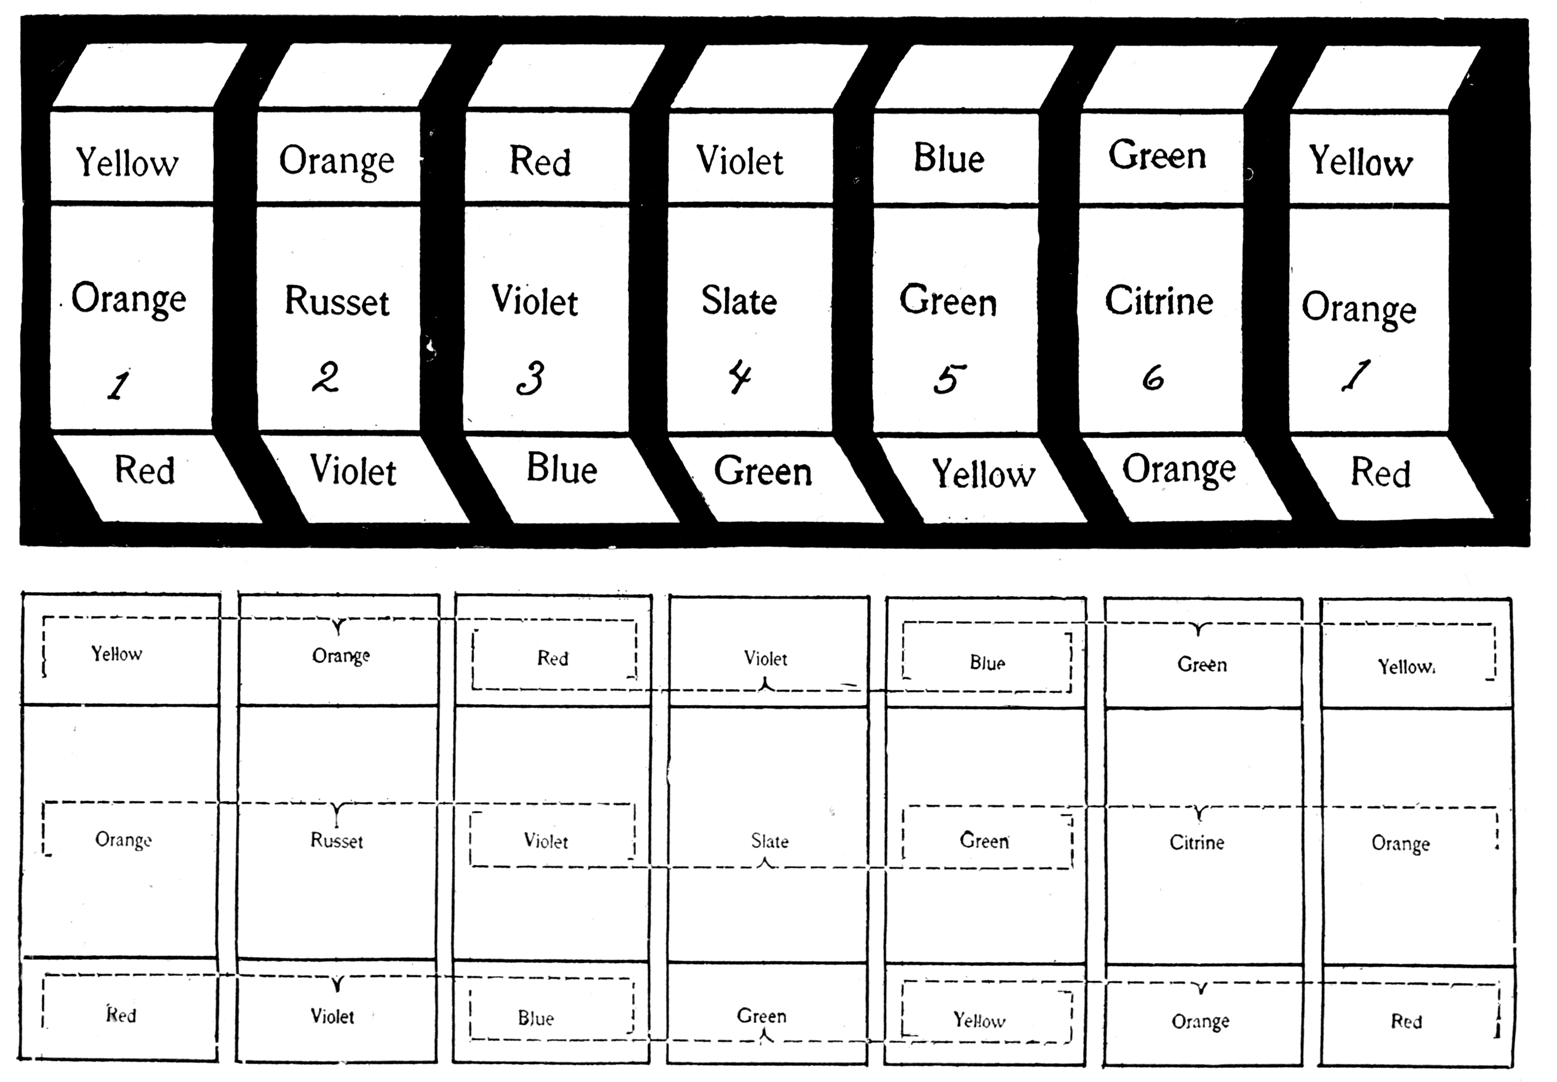 Yellow Orange Red Violet Blue Green Yellow
Orange Russet Violet Slate Green Citrine Orange
1 2 3 4 5 6 1
Red Violet Blue Green Yellow Orange Red
Yellow Orange Red Violet Blue Green Yellow
Orange Russet Violet Slate Green Citrine Orange
Red Violet Blue Green Yellow Orange Red